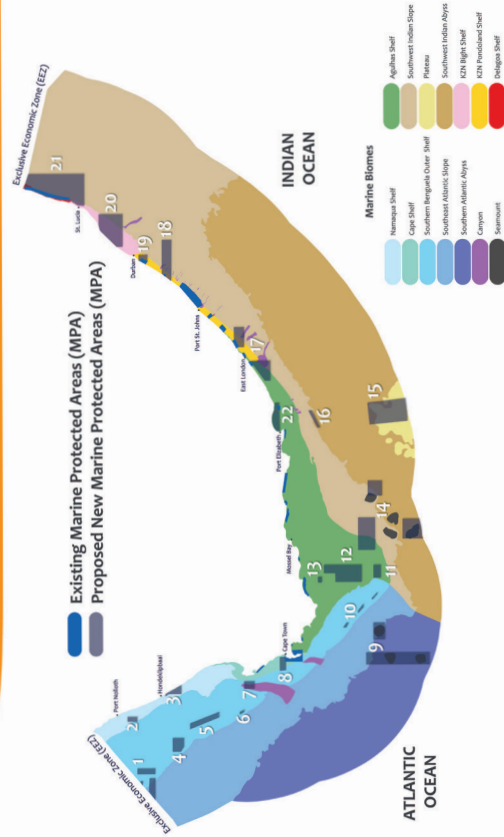 Existing Marine Protected Areas (MPA)
Proposed New Marine Protected Areas (MPA)
Exclusive Economic Zone (EEZ)
Exclusive Economic Zone (EEZ)
Port Nolloth
Hondeklipbaai
Cape Town
Mossel Bay
Port Elizabeth
East London
Port St. Johns
Durban
St. Lucia
1
2
3
4
5
6
7
8
9
10
11
12
13
14
15
16
17
18
19
20
21
22
ATLANTIC
OCEAN
INDIAN
OCEAN
Marine Biomes
Namaqua Shelf
Cape Shelf
Southern Benguela Outer Shelf
Southeast Atlantic Slope
Southern Atlantic Abyss
Canyon
Seamount
Agulhas Shelf
Southwest Indian Slope
Plateau
Southwest Indian Abyss
KZN Bight Shelf
KZN Pondoland Shelf
Delagoa Shelf